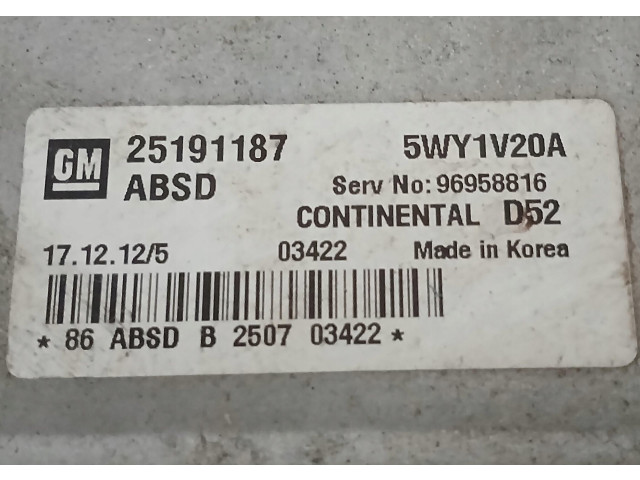 GM 25191187 5WY1V20A
ABSD Serv No: 96958816
CONTINENTAL D52
17.12.12/5 03422 Made in Korea
* 86 ABSD B 2507 03422 *